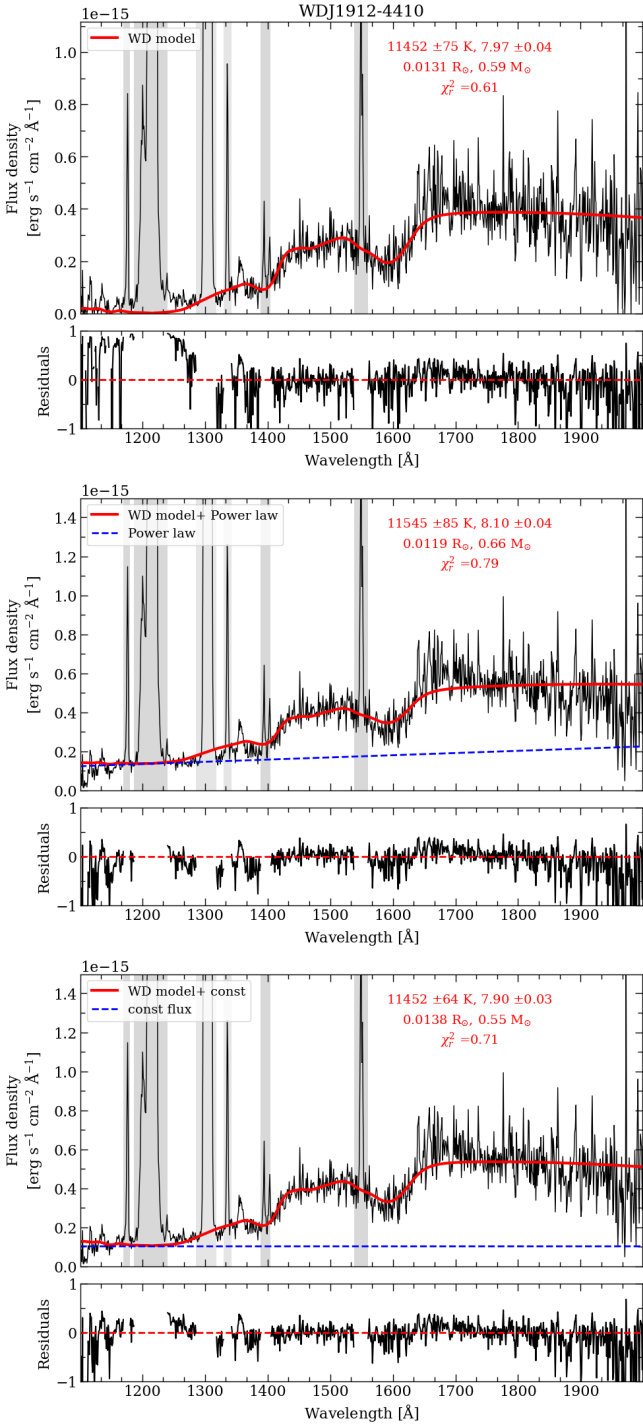 WDJ1912-4410
1e−15
WD model
11452 ±75 K, 7.97 ±0.04
0.0131 R⊙, 0.59 M⊙
χ²ᵣ =0.61
Flux density
[erg s⁻¹ cm⁻² Å⁻¹]
1.0
0.8
0.6
0.4
0.2
0.0
Residuals
1
0
−1
1200 1300 1400 1500 1600 1700 1800 1900
Wavelength [Å]
1e−15
WD model+ Power law
Power law
11545 ±85 K, 8.10 ±0.04
0.0119 R⊙, 0.66 M⊙
χ²ᵣ =0.79
Flux density
[erg s⁻¹ cm⁻² Å⁻¹]
1.4
1.2
1.0
0.8
0.6
0.4
0.2
0.0
Residuals
1
0
−1
1200 1300 1400 1500 1600 1700 1800 1900
Wavelength [Å]
1e−15
WD model+ const
const flux
11452 ±64 K, 7.90 ±0.03
0.0138 R⊙, 0.55 M⊙
χ²ᵣ =0.71
Flux density
[erg s⁻¹ cm⁻² Å⁻¹]
1.4
1.2
1.0
0.8
0.6
0.4
0.2
0.0
Residuals
1
0
−1
1200 1300 1400 1500 1600 1700 1800 1900
Wavelength [Å]